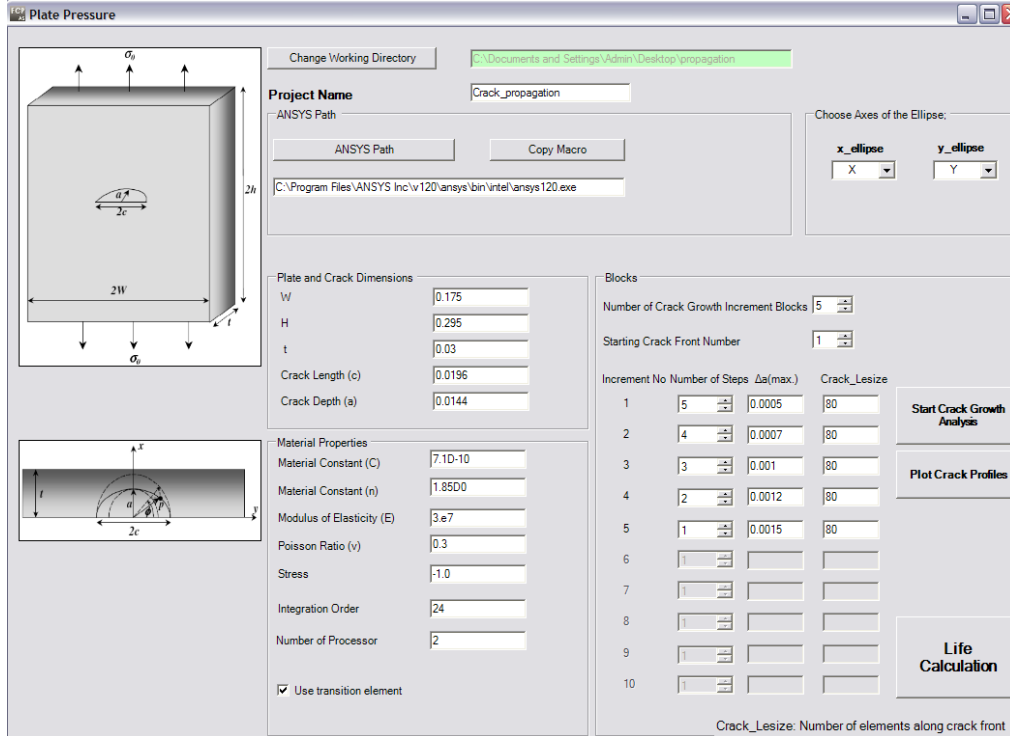 Plate Pressure
σ0
a
2c
2h
2W
t
σ0
Change Working Directory
C:\Documents and Settings\Admin\Desktop\propagation
Project Name
Crack_propagation
ANSYS Path
ANSYS Path
Copy Macro
C:\Program Files\ANSYS Inc\v120\ansys\bin\intel\ansys120.exe
Choose Axes of the Ellipse;
x_ellipse y_ellipse
X Y
Plate and Crack Dimensions
W 0.175
H 0.295
t 0.03
Crack Length (c) 0.0196
Crack Depth (a) 0.0144
x
t
a
ϕ
p
y
2c
Material Properties
Material Constant (C) 7.1D-10
Material Constant (n) 1.85D0
Modulus of Elasticity (E) 3.e7
Poisson Ratio (v) 0.3
Stress -1.0
Integration Order 24
Number of Processor 2
Use transition element
Blocks
Number of Crack Growth Increment Blocks 5
Starting Crack Front Number 1
Increment No Number of Steps Δa(max.) Crack_Lesize
1 5 0.0005 80
2 4 0.0007 80
3 3 0.001 80
4 2 0.0012 80
5 1 0.0015 80
6 1
7 1
8 1
9 1
10 1
Start Crack Growth
Analysis
Plot Crack Profiles
Life
Calculation
Crack_Lesize: Number of elements along crack front